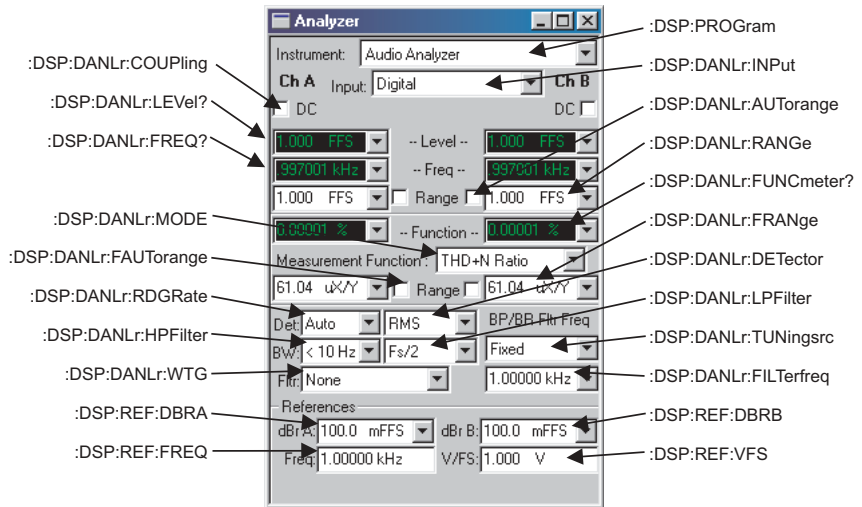 Analyzer
:DSP:PROGram
Instrument: Audio Analyzer
:DSP:DANLr:COUPling
:DSP:DANLr:INPut
Ch A Input: Digital Ch B
:DSP:DANLr:LEVel?
DC DC
:DSP:DANLr:AUTorange
:DSP:DANLr:FREQ?
1.000 FFS -- Level -- 1.000 FFS
:DSP:DANLr:RANGe
.997001 kHz -- Freq -- .997001 kHz
1.000 FFS Range 1.000 FFS
:DSP:DANLr:FUNCmeter?
:DSP:DANLr:MODE
0.00001 % -- Function -- 0.00001 %
:DSP:DANLr:FRANge
:DSP:DANLr:FAUTorange
Measurement Function : THD+N Ratio
:DSP:DANLr:DETector
:DSP:DANLr:RDGRate
61.04 uX/Y Range 61.04 uX/Y
:DSP:DANLr:LPFilter
:DSP:DANLr:HPFilter
Det: Auto RMS BP/BR Fltr Freq
:DSP:DANLr:TUNingsrc
BW: < 10 Hz Fs/2 Fixed
:DSP:DANLr:WTG
Fltr: None 1.00000 kHz
:DSP:DANLr:FILTerfreq
References
:DSP:REF:DBRA
dBr A: 100.0 mFFS dBr B: 100.0 mFFS
:DSP:REF:DBRB
:DSP:REF:FREQ
Freq: 1.00000 kHz V/FS: 1.000 V
:DSP:REF:VFS